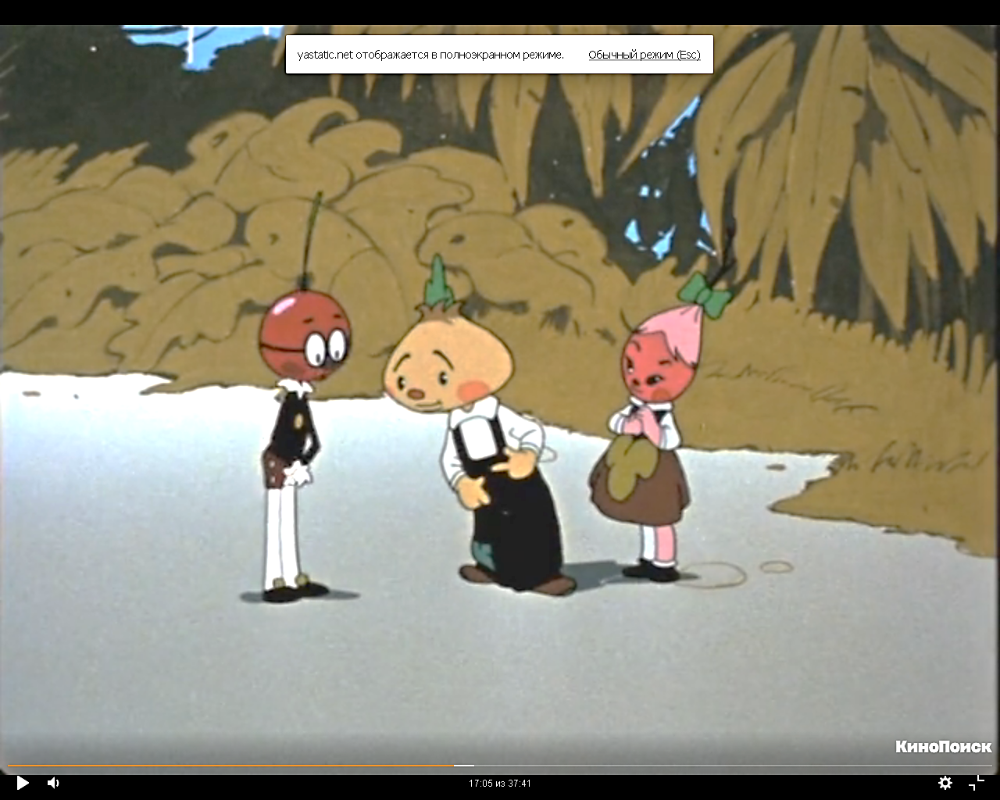 yastatic.net отображается в полноэкранном режиме. Обычный режим (Esc)
КиноПоиск
17:05 из 37:41